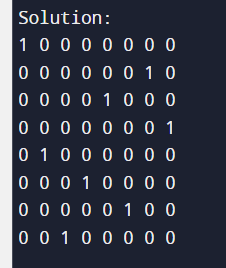 Solution:
1 0 0 0 0 0 0 0
0 0 0 0 0 0 1 0
0 0 0 0 1 0 0 0
0 0 0 0 0 0 0 1
0 1 0 0 0 0 0 0
0 0 0 1 0 0 0 0
0 0 0 0 0 1 0 0
0 0 1 0 0 0 0 0